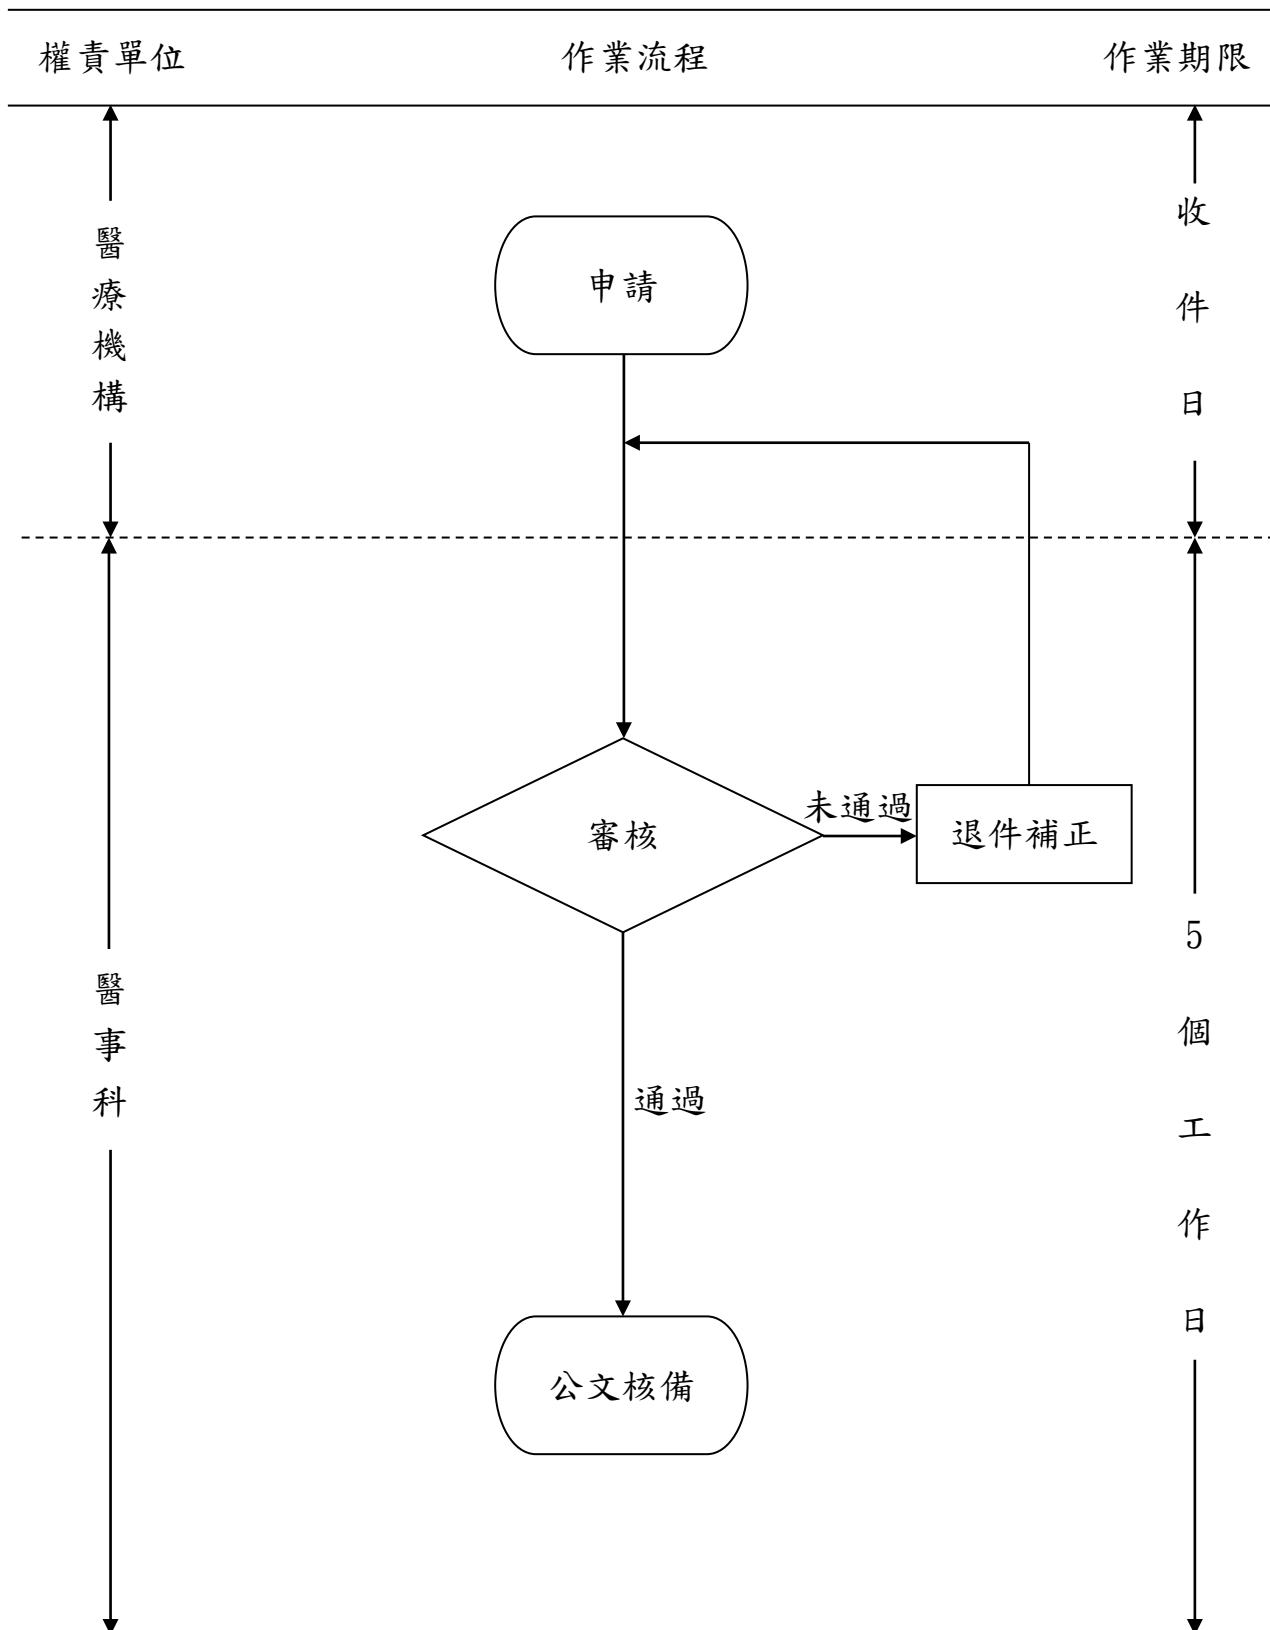 權責單位
作業流程
作業期限
醫療機構
申請
收件日
審核
未通過
退件補正
醫事科
通過
5個工作日
公文核備